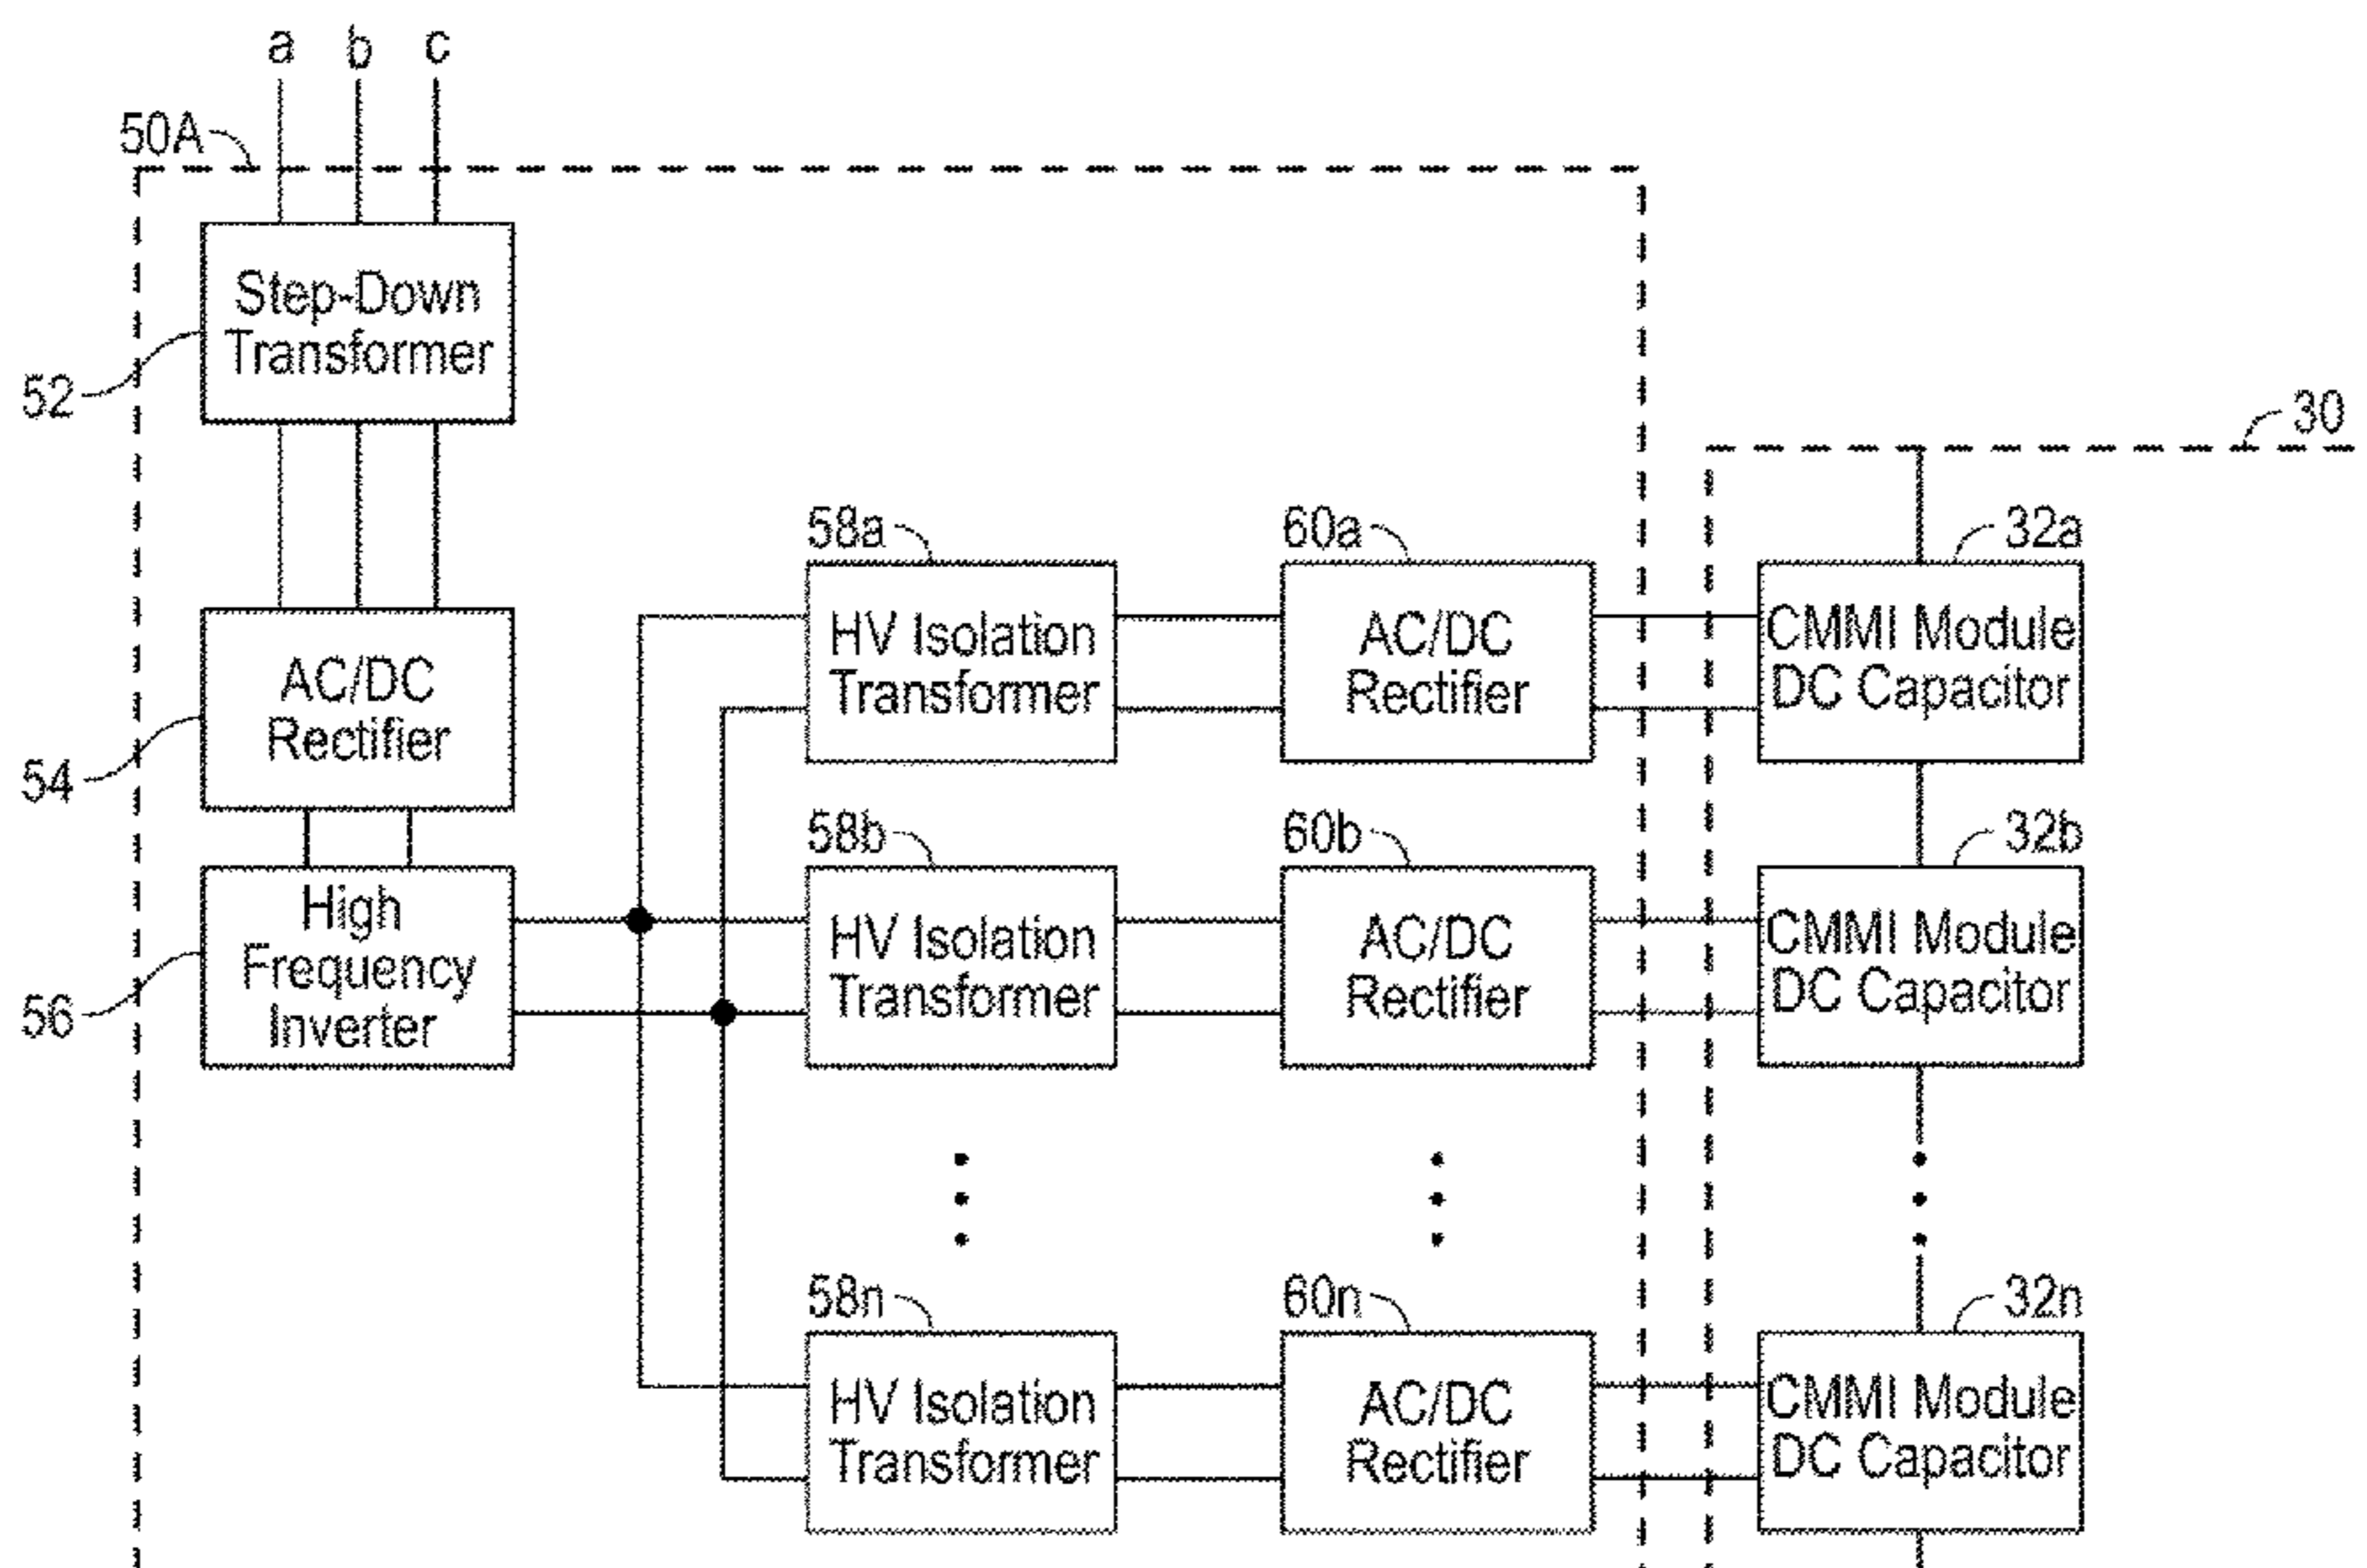 a b c
50A
Step-Down
Transformer
52
30
58a 60a 32a
HV Isolation
Transformer
AC/DC
Rectifier
CMMI Module
DC Capacitor
AC/DC
Rectifier
54
58b 60b 32b
High
Frequency
Inverter
56
HV Isolation
Transformer
AC/DC
Rectifier
CMMI Module
DC Capacitor
58n 60n 32n
HV Isolation
Transformer
AC/DC
Rectifier
CMMI Module
DC Capacitor